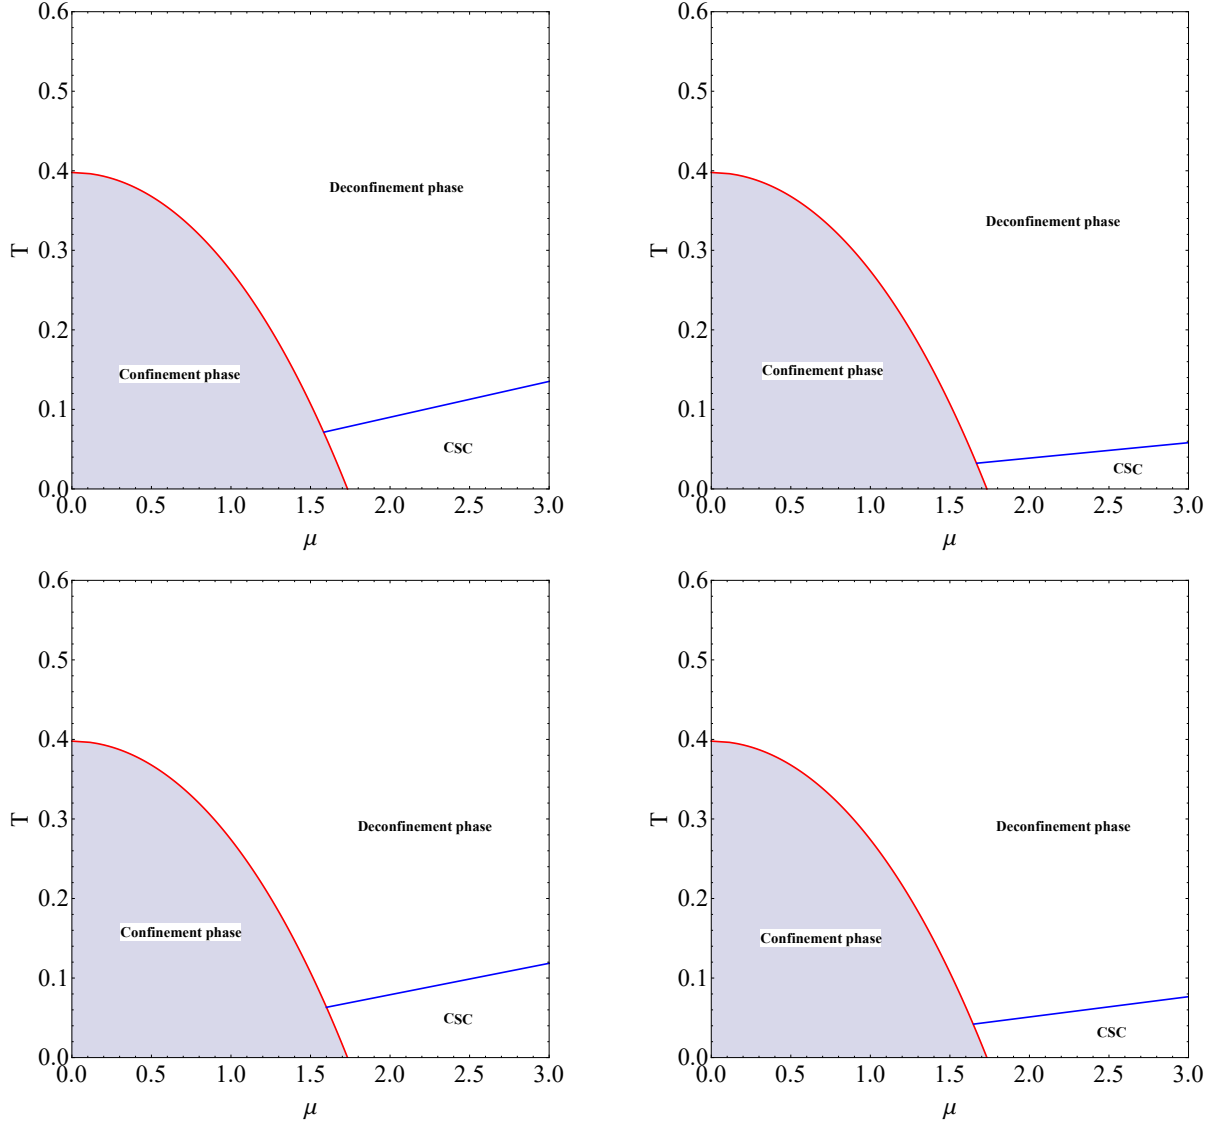 0.6 0.6
0.5 0.5
0.4 0.4
Deconfinement phase
Deconfinement phase
T 0.3 T 0.3
0.2 0.2
Confinement phase Confinement phase
0.1 0.1
CSC
CSC
0.0 0.0
0.0 0.5 1.0 1.5 2.0 2.5 3.0 0.0 0.5 1.0 1.5 2.0 2.5 3.0
μ μ
0.6 0.6
0.5 0.5
0.4 0.4
T 0.3 T 0.3
Deconfinement phase Deconfinement phase
0.2 0.2
Confinement phase Confinement phase
0.1 0.1
CSC CSC
0.0 0.0
0.0 0.5 1.0 1.5 2.0 2.5 3.0 0.0 0.5 1.0 1.5 2.0 2.5 3.0
μ μ